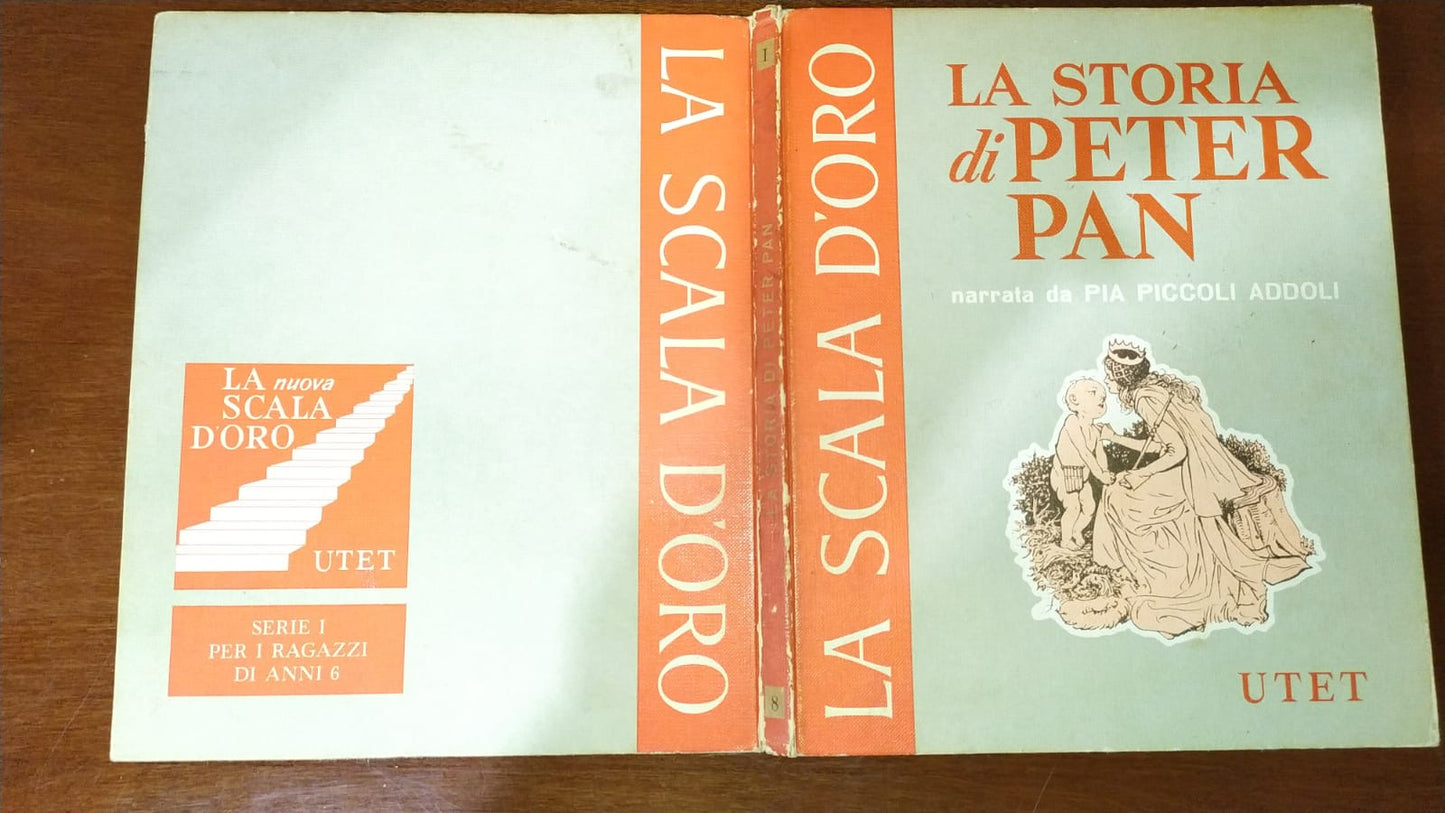 LA nuova
SCALA
D'ORO
UTET
SERIE I
PER I RAGAZZI
DI ANNI 6
LA SCALA D'ORO
I
LA STORIA DI PETER PAN
8
LA SCALA D'ORO
LA STORIA
di PETER
PAN
narrata da PIA PICCOLI ADDOLI
UTET